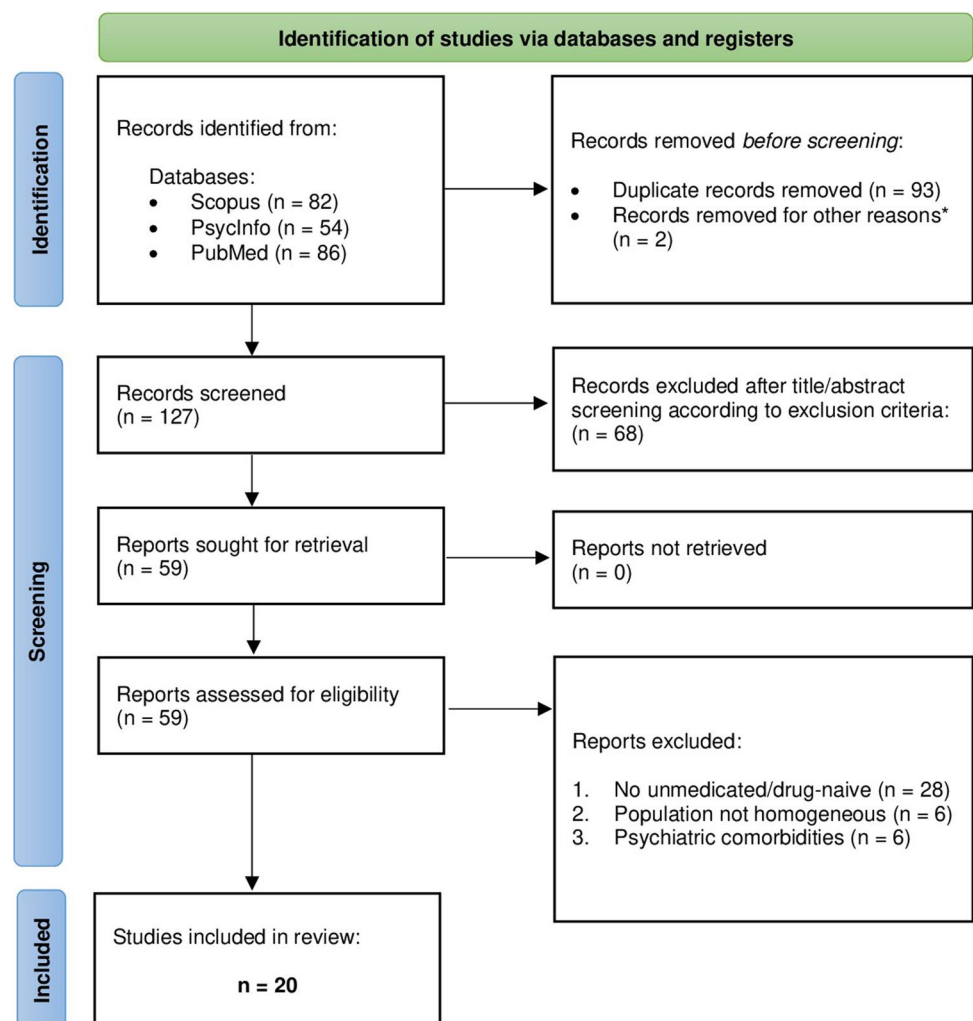 Identification of studies via databases and registers
Identification
Records identified from:
Databases:
• Scopus (n = 82)
• PsycInfo (n = 54)
• PubMed (n = 86)
Records removed before screening:
• Duplicate records removed (n = 93)
• Records removed for other reasons*
(n = 2)
Screening
Records screened
(n = 127)
Records excluded after title/abstract
screening according to exclusion criteria:
(n = 68)
Reports sought for retrieval
(n = 59)
Reports not retrieved
(n = 0)
Reports assessed for eligibility
(n = 59)
Reports excluded:
1. No unmedicated/drug-naive (n = 28)
2. Population not homogeneous (n = 6)
3. Psychiatric comorbidities (n = 6)
Included
Studies included in review:
n = 20